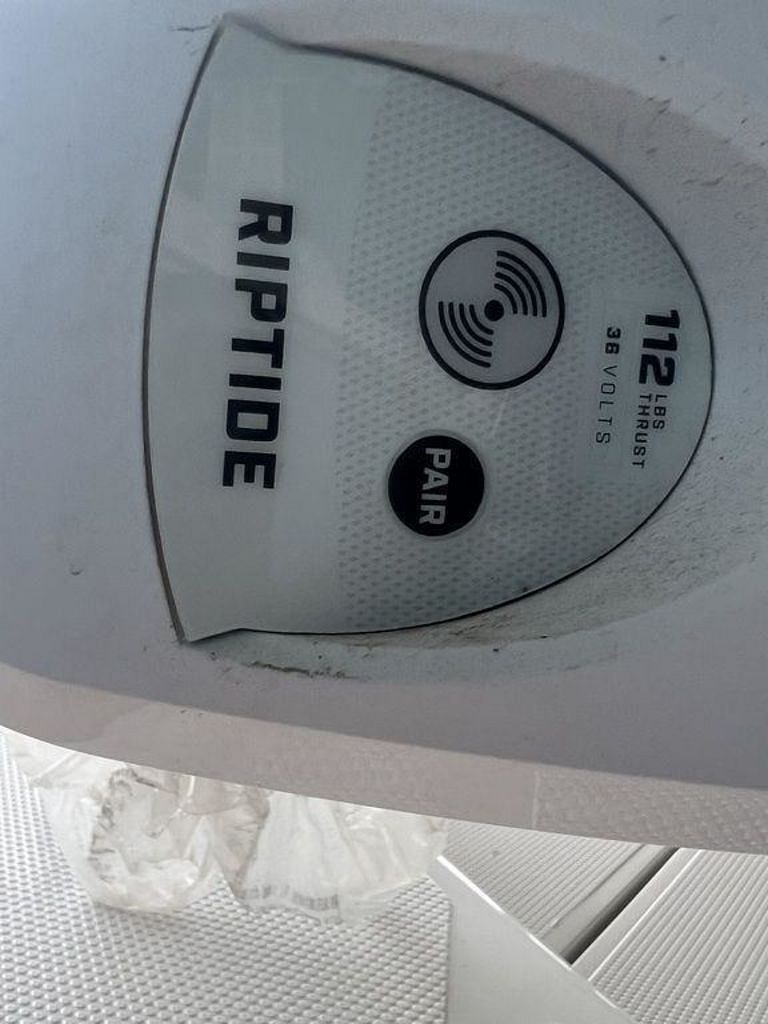 112 LBS
THRUST
36 VOLTS
PAIR
RIPTIDE